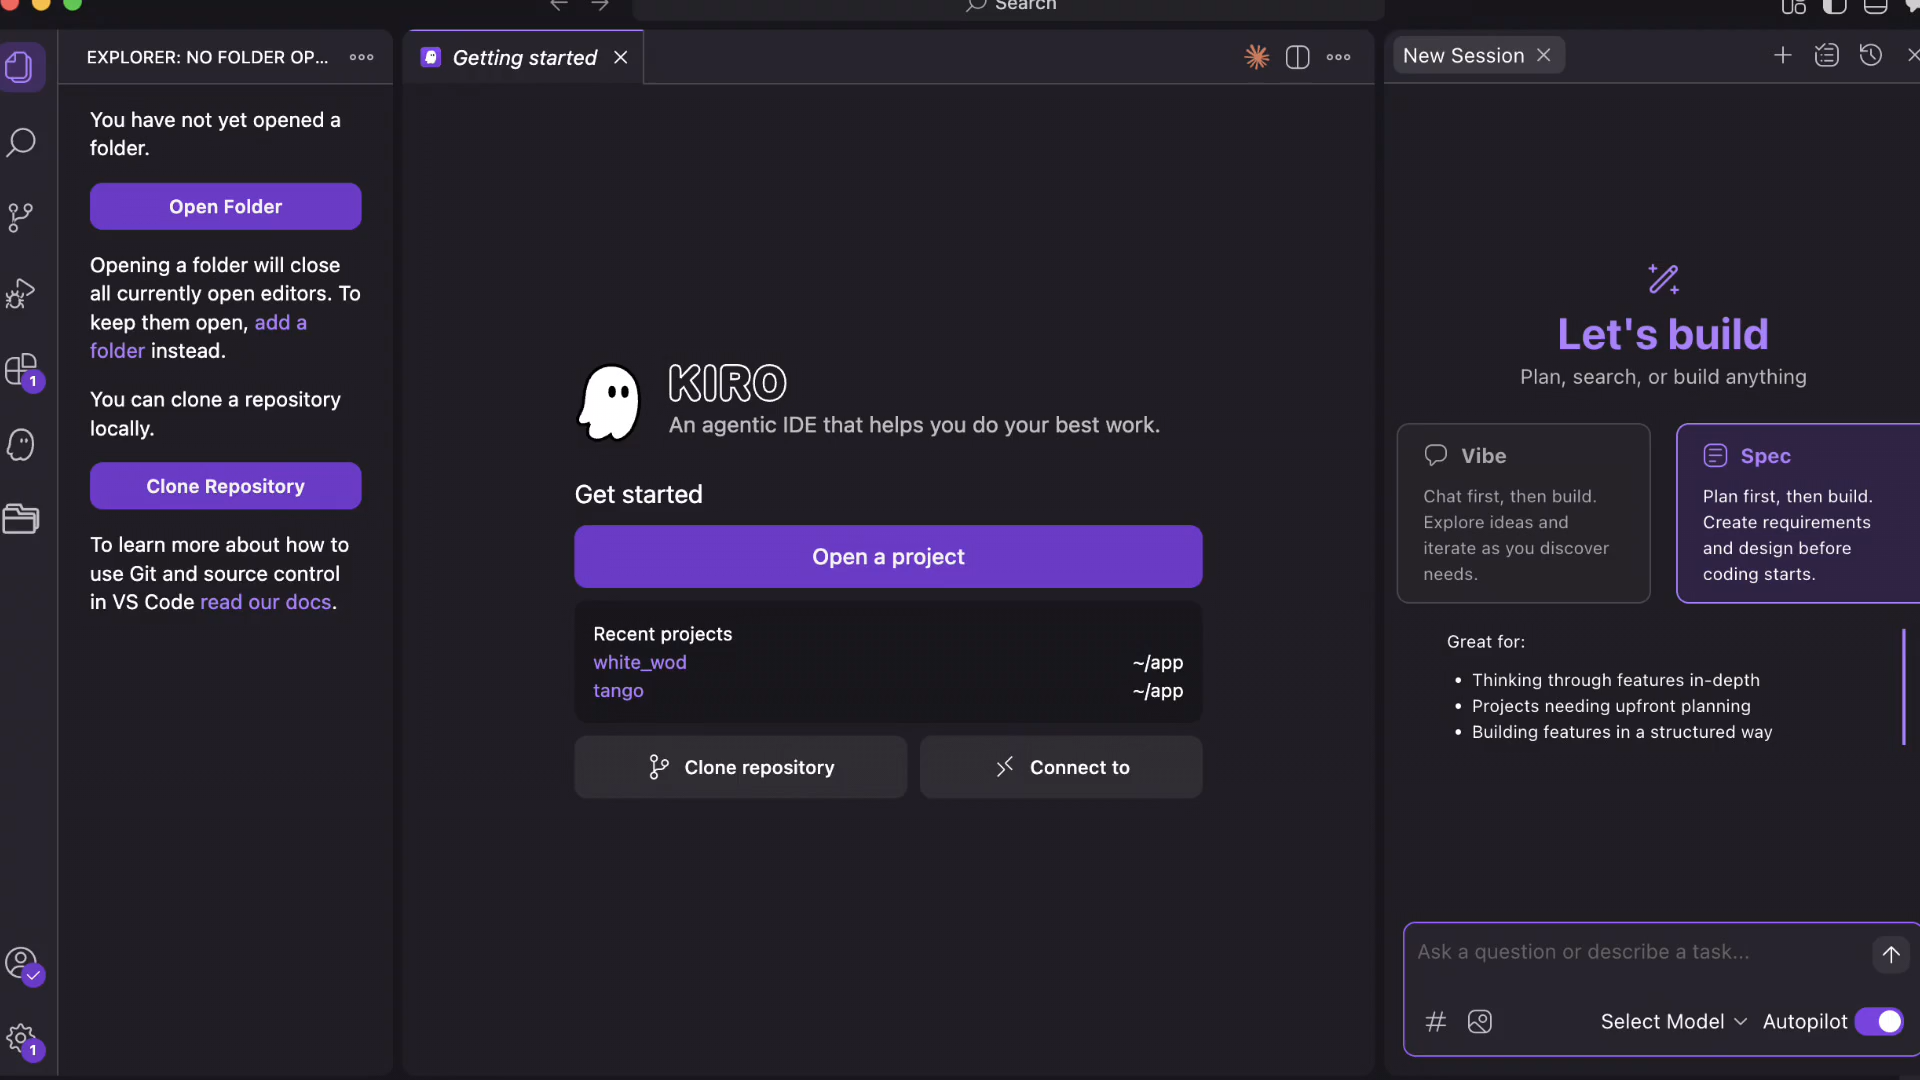 Search
EXPLORER: NO FOLDER OP...
Getting started
New Session
You have not yet opened a
folder.
Open Folder
Opening a folder will close
all currently open editors. To
keep them open, add a
folder instead.
You can clone a repository
locally.
Clone Repository
To learn more about how to
use Git and source control
in VS Code read our docs.
1
1
KIRO
An agentic IDE that helps you do your best work.
Get started
Open a project
Recent projects
white_wod ~/app
tango ~/app
Clone repository
Connect to
Let's build
Plan, search, or build anything
Vibe
Chat first, then build.
Explore ideas and
iterate as you discover
needs.
Spec
Plan first, then build.
Create requirements
and design before
coding starts.
Great for:
• Thinking through features in-depth
• Projects needing upfront planning
• Building features in a structured way
Ask a question or describe a task...
# Select Model Autopilot